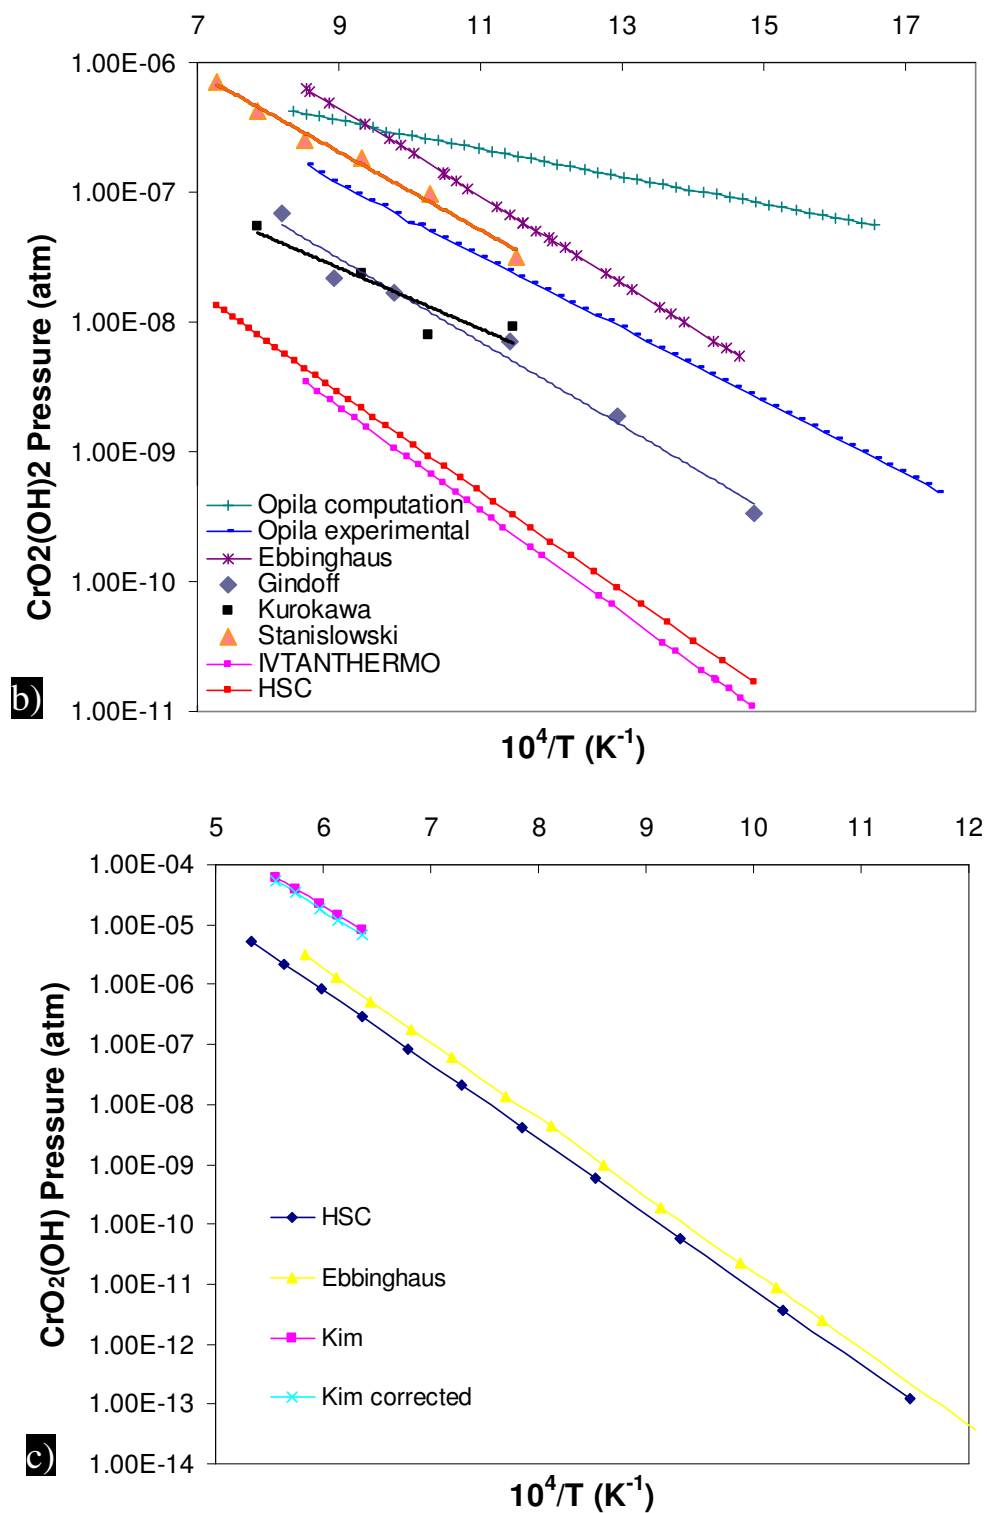 7 9 11 13 15 17
1.00E-06
1.00E-07
1.00E-08
1.00E-09
1.00E-10
1.00E-11
CrO2(OH)2 Pressure (atm)
Opila computation
Opila experimental
Ebbinghaus
Gindoff
Kurokawa
Stanislowski
IVTANTHERMO
HSC
b)
10⁴/T (K⁻¹)
5 6 7 8 9 10 11 12
1.00E-04
1.00E-05
1.00E-06
1.00E-07
1.00E-08
1.00E-09
1.00E-10
1.00E-11
1.00E-12
1.00E-13
1.00E-14
CrO₂(OH) Pressure (atm)
HSC
Ebbinghaus
Kim
Kim corrected
c)
10⁴/T (K⁻¹)